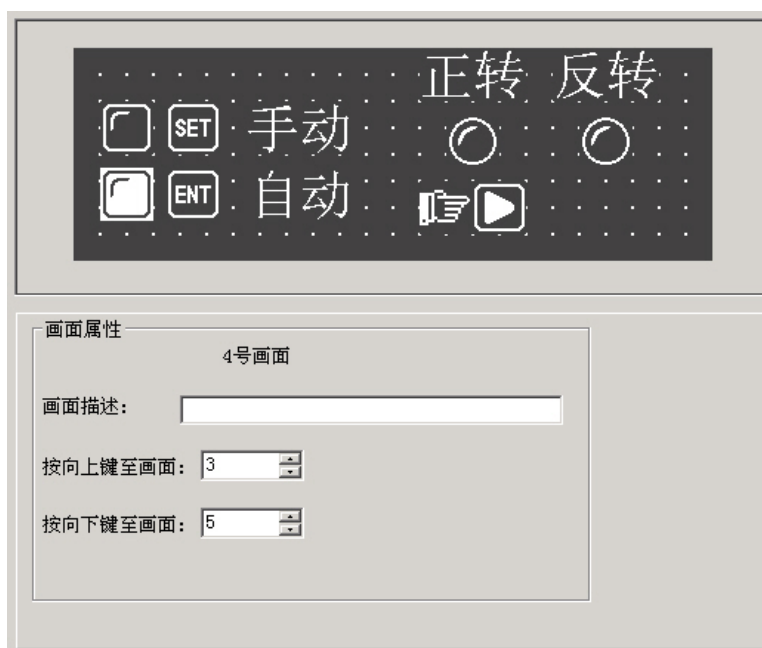 正转 反转
SET 手动
ENT 自动
画面属性
4号画面
画面描述：
按向上键至画面： 3
按向下键至画面： 5